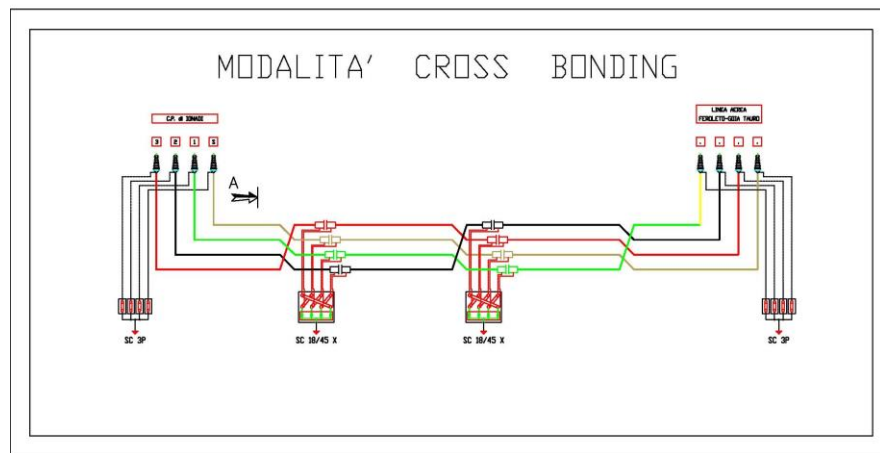 MODALITA' CROSS BONDING
C.P. di IONADI
LINEA AEREA
FEROLETO-GIOIA TAURO
3 2 1 S
. . . .
A
SC 3P
SC 18/45 X
SC 18/45 X
SC 3P